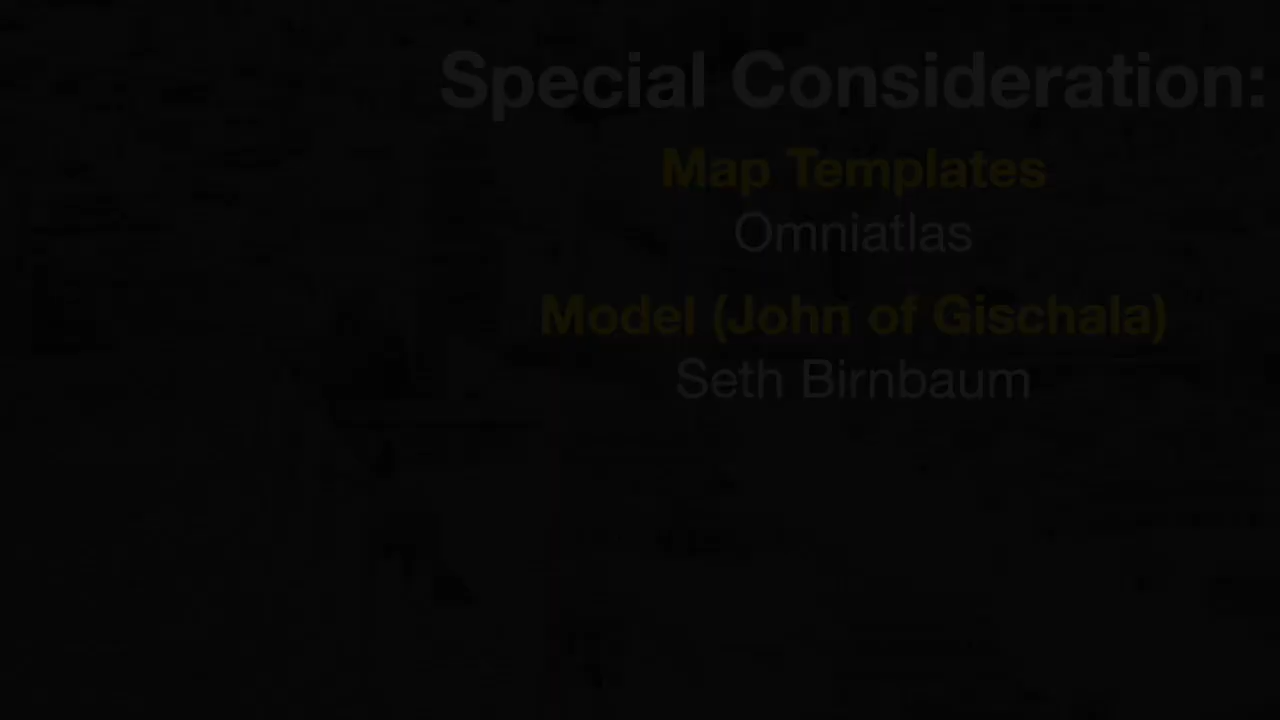 Special Consideration:
Map Templates
Omniatlas
Model (John of Gischala)
Seth Birnbaum